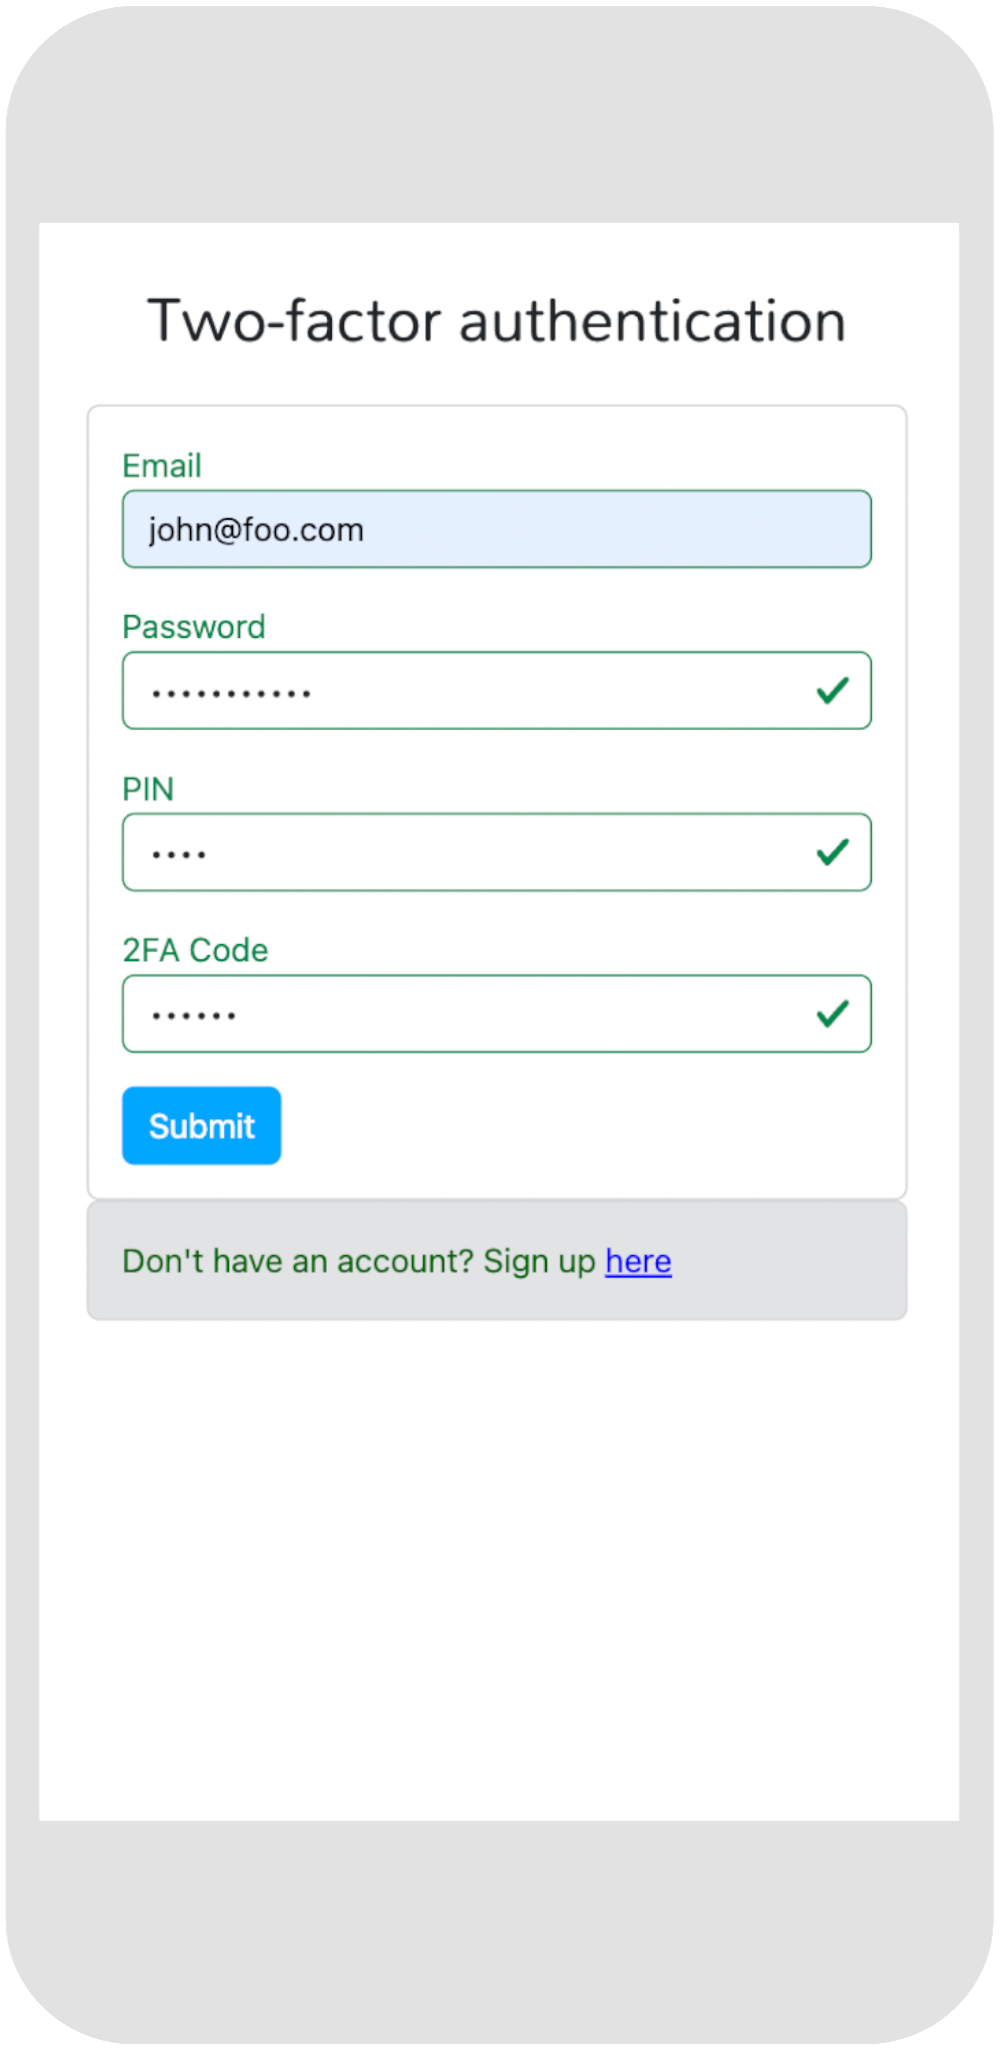 Two-factor authentication
Email
john@foo.com
Password
•••••••••••
PIN
••••
2FA Code
••••••
Submit
Don't have an account? Sign up here